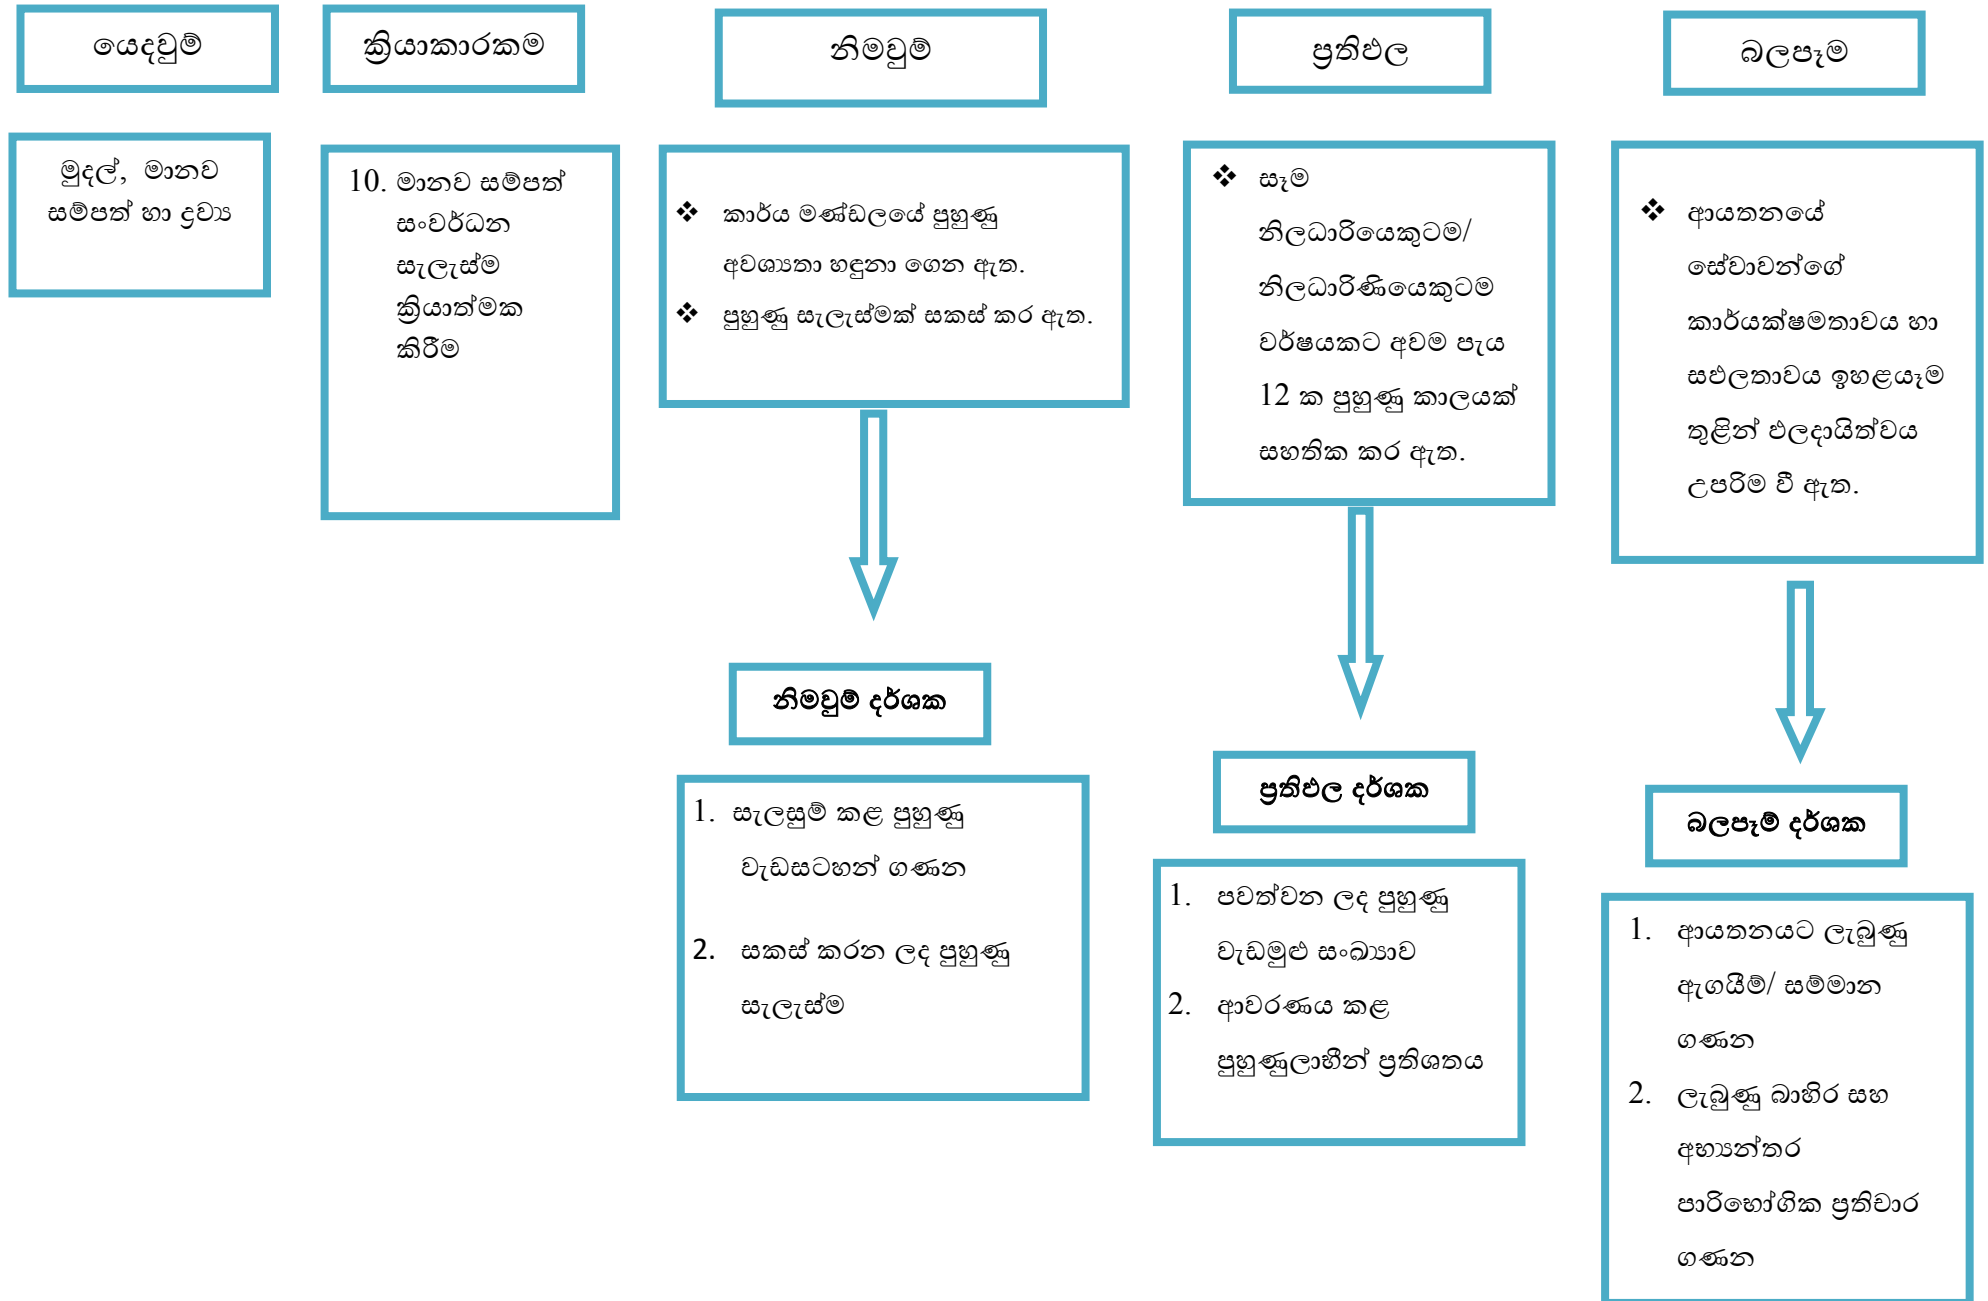 යෙදවුම්
ක්‍රියාකාරකම
නිමවුම්
ප්‍රතිඵල
බලපෑම
මුදල්, මානව
සම්පත් හා ද්‍රව්‍ය
10. මානව සම්පත්
සංවර්ධන
සැලැස්ම
ක්‍රියාත්මක
කිරීම
❖ කාර්ය මණ්ඩලයේ පුහුණු
අවශ්‍යතා හඳුනා ගෙන ඇත.
❖ පුහුණු සැලැස්මක් සකස් කර ඇත.
❖ සෑම
නිලධාරියෙකුටම/
නිලධාරිණියෙකුටම
වර්ෂයකට අවම පැය
12 ක පුහුණු කාලයක්
සහතික කර ඇත.
❖ ආයතනයේ
සේවාවන්ගේ
කාර්යක්ෂමතාවය හා
සඵලතාවය ඉහළයෑම
තුළින් ඵලදායිත්වය
උපරිම වී ඇත.
නිමවුම් දර්ශක
1. සැලසුම් කළ පුහුණු
වැඩසටහන් ගණන
2. සකස් කරන ලද පුහුණු
සැලැස්ම
ප්‍රතිඵල දර්ශක
1. පවත්වන ලද පුහුණු
වැඩමුළු සංඛ්‍යාව
2. ආවරණය කළ
පුහුණුලාභීන් ප්‍රතිශතය
බලපෑම් දර්ශක
1. ආයතනයට ලැබුණු
ඇගයීම්/ සම්මාන
ගණන
2. ලැබුණු බාහිර සහ
අභ්‍යන්තර
පාරිභෝගික ප්‍රතිචාර
ගණන